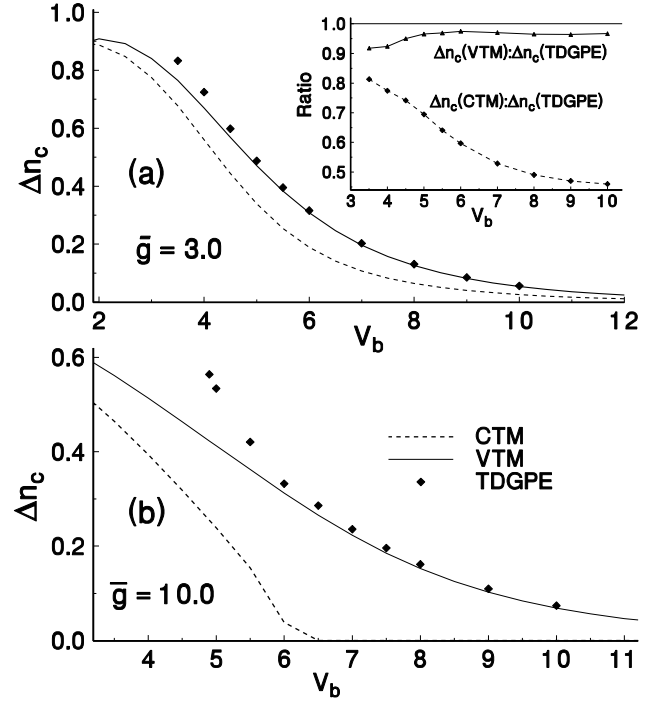 1.0
0.8
0.6
0.4
0.2
0.0
Δn_c
(a)
g̅ = 3.0
2 4 6 8 10 12
V_b
1.0
0.9
0.8
0.7
0.6
0.5
Ratio
Δn_c(VTM):Δn_c(TDGPE)
Δn_c(CTM):Δn_c(TDGPE)
3 4 5 6 7 8 9 10
V_b
0.6
0.4
0.2
0.0
Δn_c
(b)
g̅ = 10.0
CTM
VTM
TDGPE
4 5 6 7 8 9 10 11
V_b